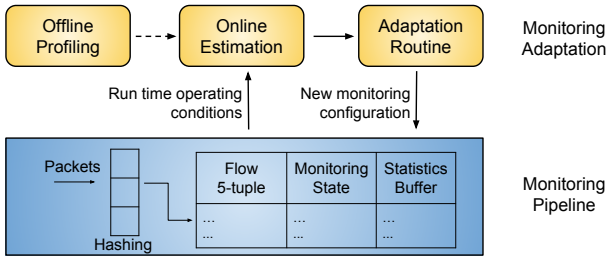 Offline
Profiling
Online
Estimation
Adaptation
Routine
Monitoring
Adaptation
Run time operating
conditions
New monitoring
configuration
Packets
Hashing
Flow
5-tuple
Monitoring
State
Statistics
Buffer
... ... ...
... ... ...
Monitoring
Pipeline